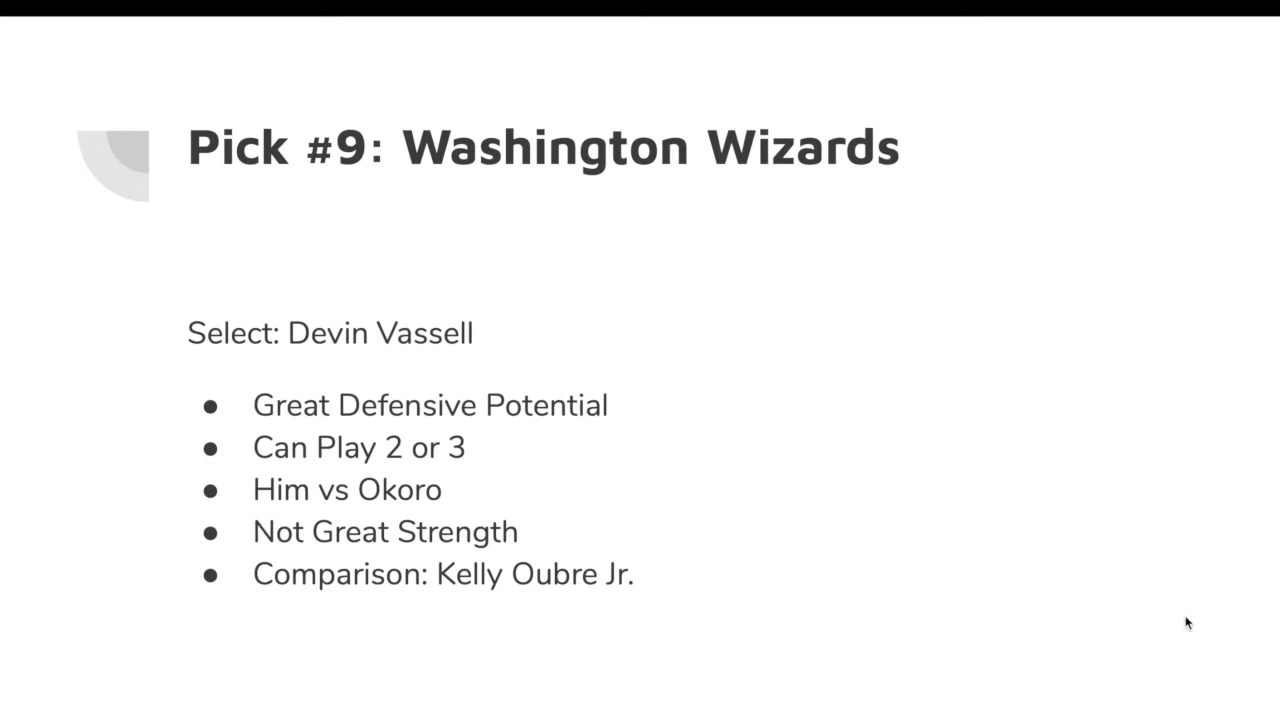 Pick #9: Washington Wizards
Select: Devin Vassell
● Great Defensive Potential
● Can Play 2 or 3
● Him vs Okoro
● Not Great Strength
● Comparison: Kelly Oubre Jr.